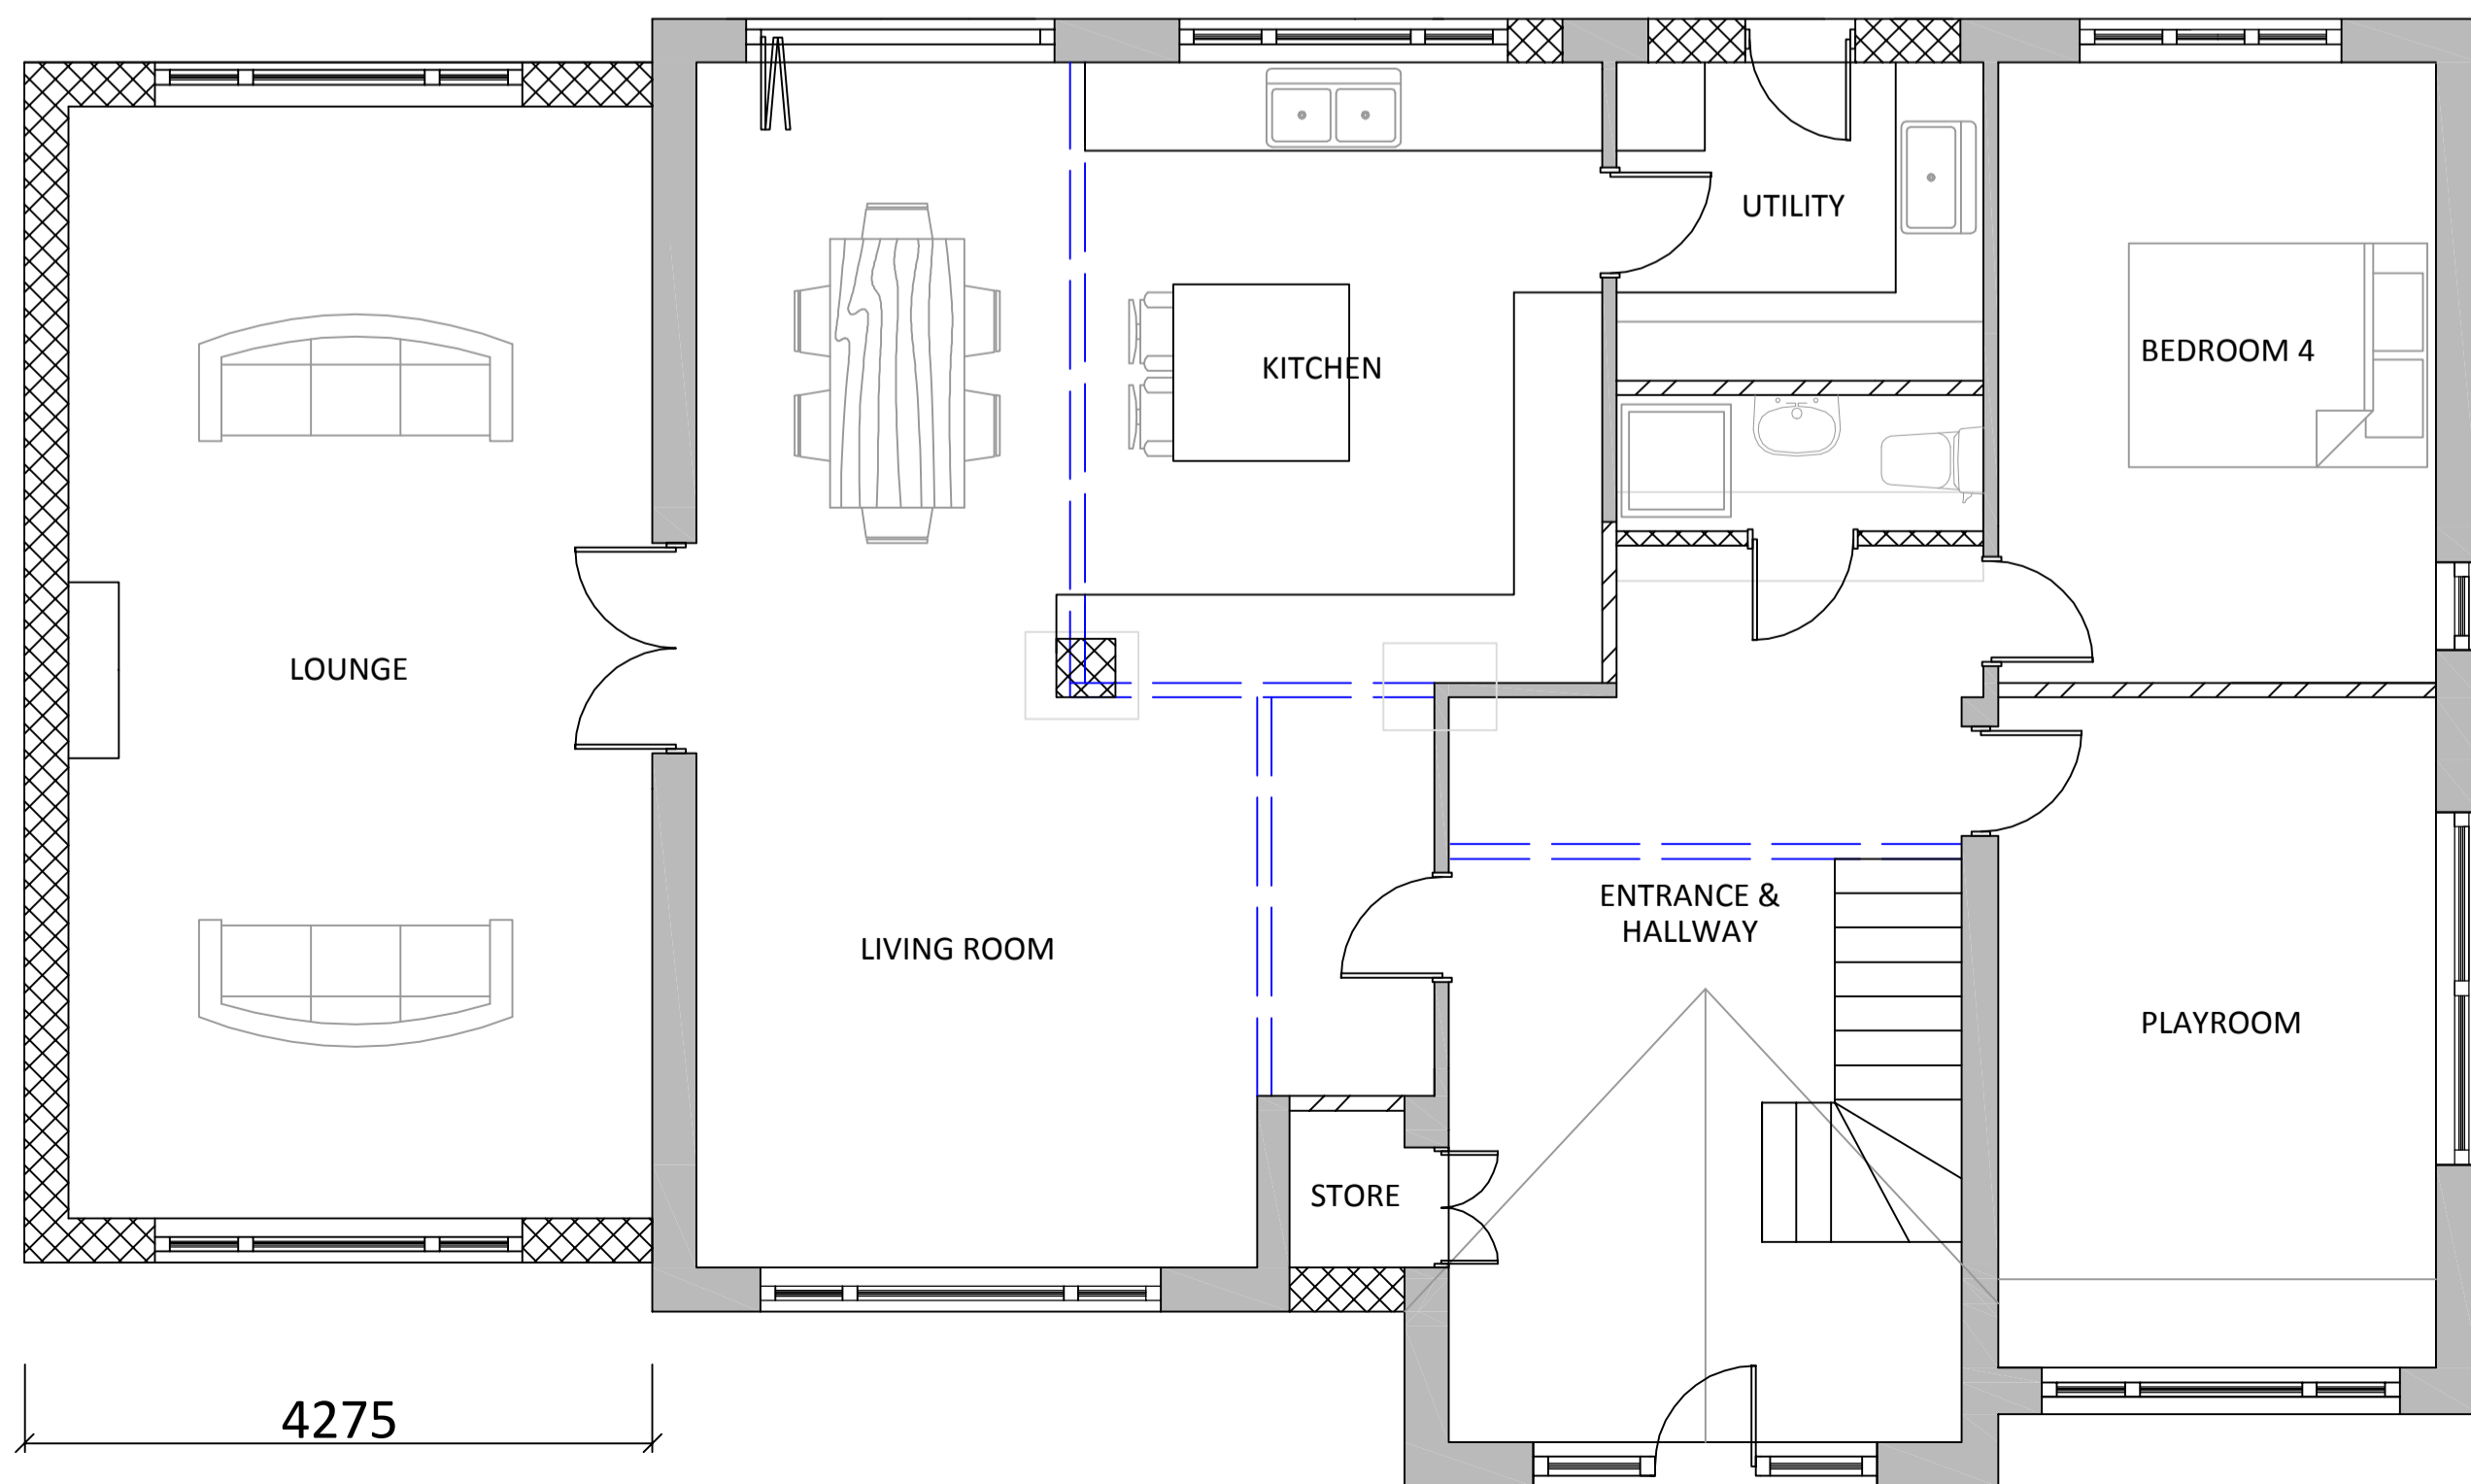 UTILITY
KITCHEN
BEDROOM 4
LOUNGE
ENTRANCE &
HALLWAY
LIVING ROOM
PLAYROOM
STORE
4275